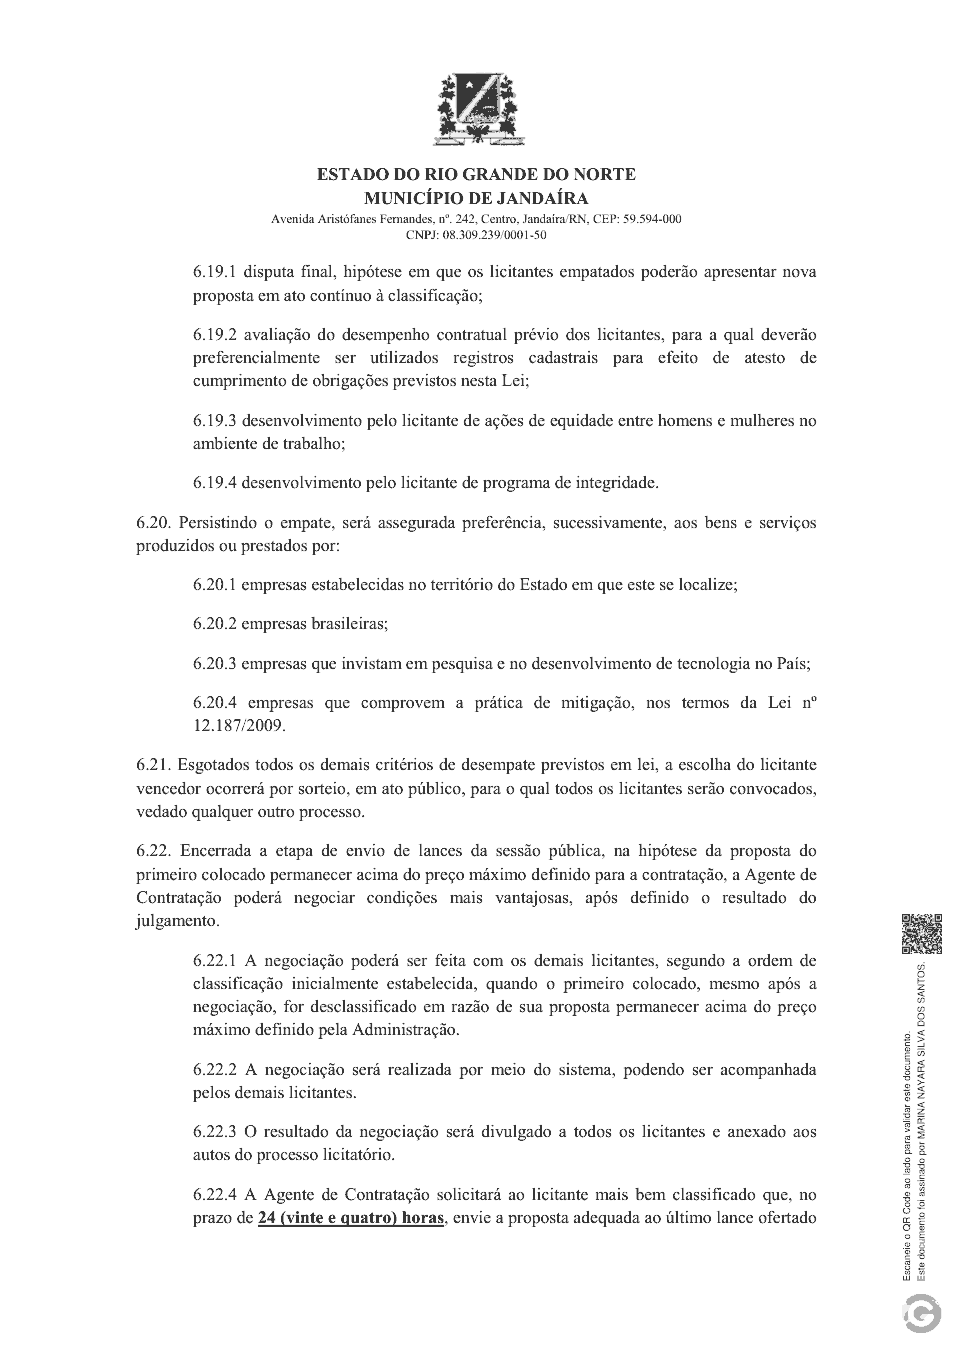 ESTADO DO RIO GRANDE DO NORTE
MUNICÍPIO DE JANDAÍRA
Avenida Aristófanes Fernandes, nº. 242, Centro, Jandaíra/RN, CEP: 59.594-000
CNPJ: 08.309.239/0001-50
6.19.1 disputa final, hipótese em que os licitantes empatados poderão apresentar nova
proposta em ato contínuo à classificação;
6.19.2 avaliação do desempenho contratual prévio dos licitantes, para a qual deverão
preferencialmente ser utilizados registros cadastrais para efeito de atesto de
cumprimento de obrigações previstos nesta Lei;
6.19.3 desenvolvimento pelo licitante de ações de equidade entre homens e mulheres no
ambiente de trabalho;
6.19.4 desenvolvimento pelo licitante de programa de integridade.
6.20. Persistindo o empate, será assegurada preferência, sucessivamente, aos bens e serviços
produzidos ou prestados por:
6.20.1 empresas estabelecidas no território do Estado em que este se localize;
6.20.2 empresas brasileiras;
6.20.3 empresas que invistam em pesquisa e no desenvolvimento de tecnologia no País;
6.20.4 empresas que comprovem a prática de mitigação, nos termos da Lei nº
12.187/2009.
6.21. Esgotados todos os demais critérios de desempate previstos em lei, a escolha do licitante
vencedor ocorrerá por sorteio, em ato público, para o qual todos os licitantes serão convocados,
vedado qualquer outro processo.
6.22. Encerrada a etapa de envio de lances da sessão pública, na hipótese da proposta do
primeiro colocado permanecer acima do preço máximo definido para a contratação, a Agente de
Contratação poderá negociar condições mais vantajosas, após definido o resultado do
julgamento.
6.22.1 A negociação poderá ser feita com os demais licitantes, segundo a ordem de
classificação inicialmente estabelecida, quando o primeiro colocado, mesmo após a
negociação, for desclassificado em razão de sua proposta permanecer acima do preço
máximo definido pela Administração.
6.22.2 A negociação será realizada por meio do sistema, podendo ser acompanhada
pelos demais licitantes.
6.22.3 O resultado da negociação será divulgado a todos os licitantes e anexado aos
autos do processo licitatório.
6.22.4 A Agente de Contratação solicitará ao licitante mais bem classificado que, no
prazo de 24 (vinte e quatro) horas, envie a proposta adequada ao último lance ofertado
Escaneie o QR Code ao lado para validar este documento.
Este documento foi assinado por MARINA NAYARA SILVA DOS SANTOS.
G